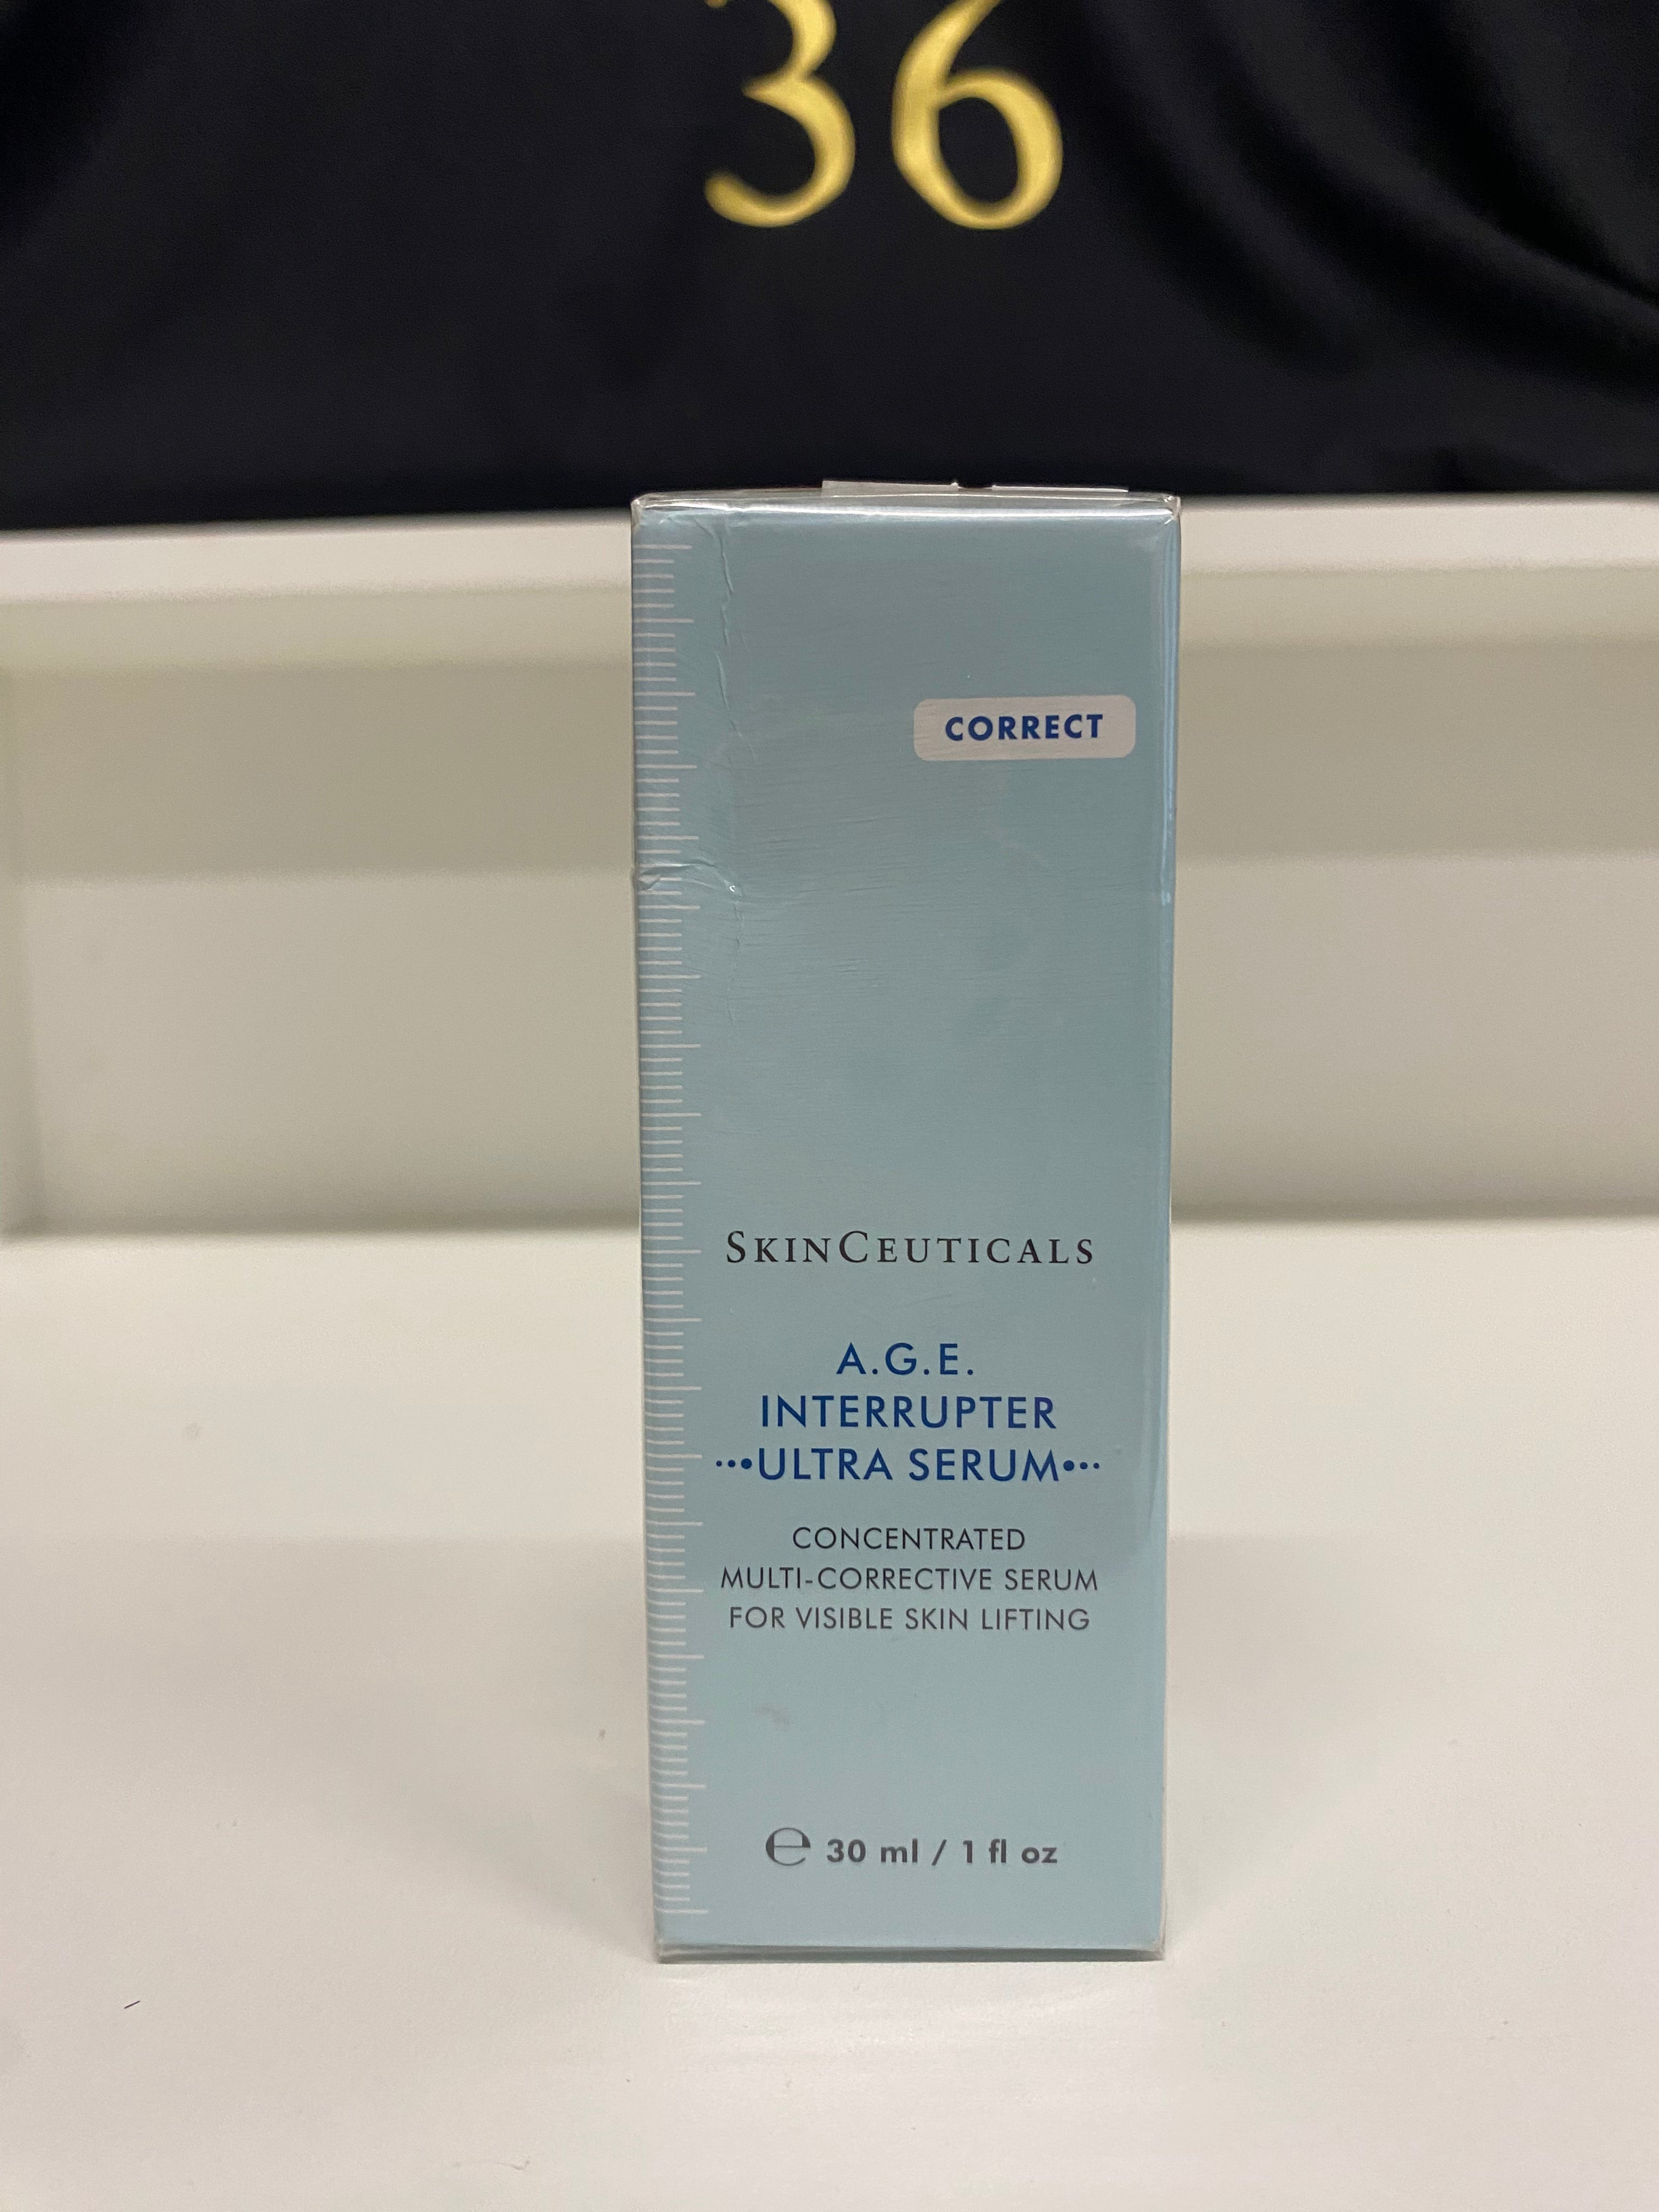 36
CORRECT
SKINCEUTICALS
A.G.E.
INTERRUPTER
•••ULTRA SERUM•••
CONCENTRATED
MULTI-CORRECTIVE SERUM
FOR VISIBLE SKIN LIFTING
℮ 30 ml / 1 fl oz